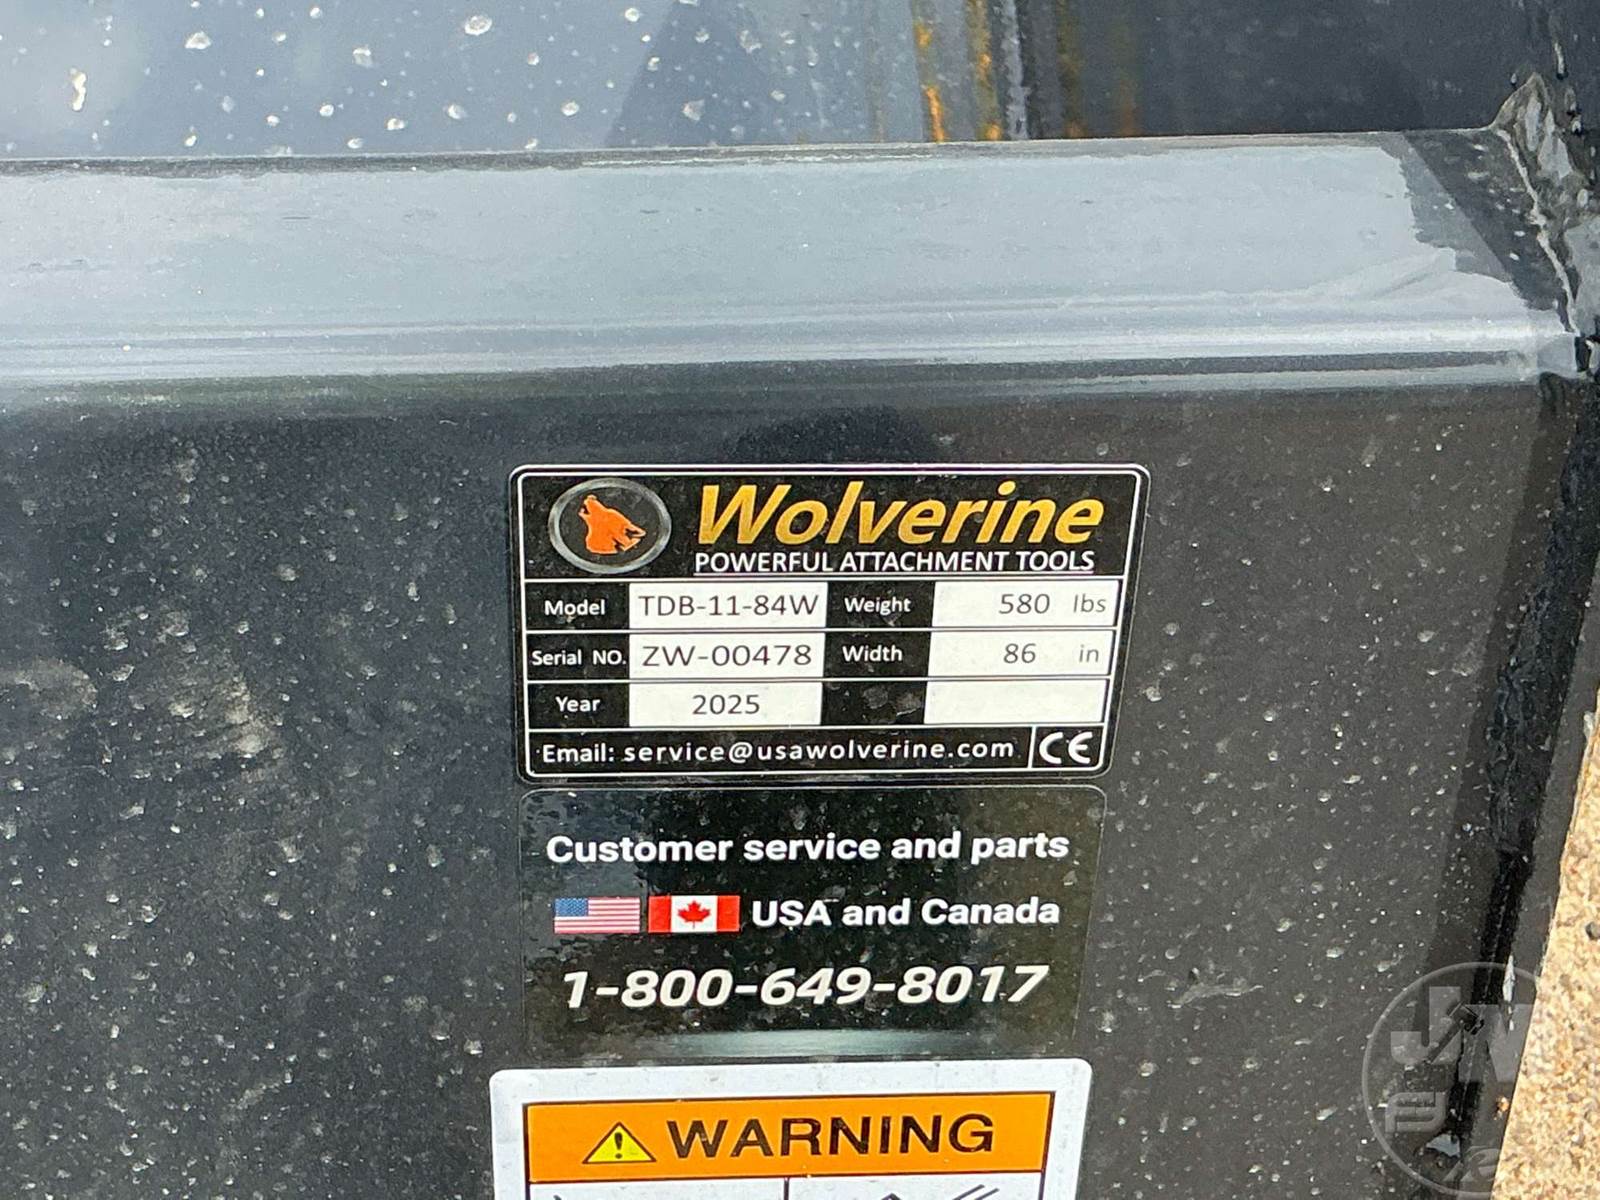 Wolverine
POWERFUL ATTACHMENT TOOLS
Model TDB-11-84W Weight 580 lbs
Serial NO. ZW-00478 Width 86 in
Year 2025
Email: service@usawolverine.com CE
Customer service and parts
USA and Canada
1-800-649-8017
WARNING